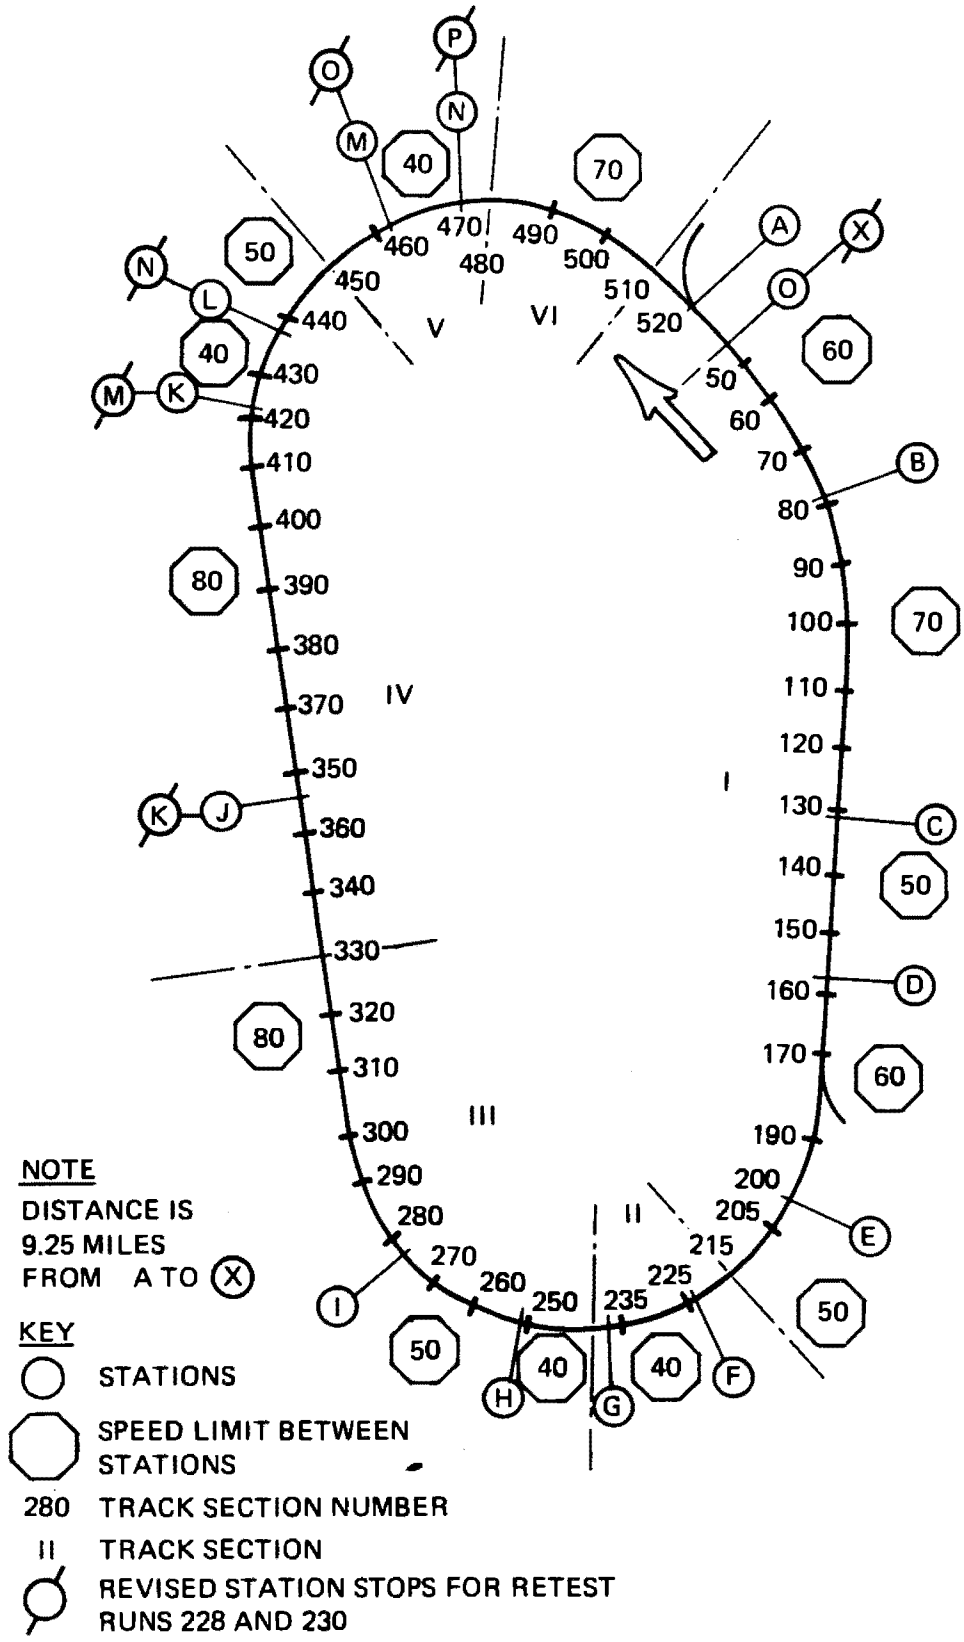 P
O
N
M
40
70
A
X
50
470
490
460
500
N
480
450
510
O
L
440
520
V
VI
40
60
430
50
M
K
420
60
410
70
B
80
400
90
80
390
100
70
380
110
370
IV
120
350
I
130
K
J
C
360
140
340
50
150
330
D
160
320
80
170
310
60
III
300
190
NOTE
290
200
DISTANCE IS
280
II
205
E
9.25 MILES
270
215
FROM A TO X
260
225
I
250
235
50
KEY
50
40
40
F
STATIONS
H
G
SPEED LIMIT BETWEEN
STATIONS
280 TRACK SECTION NUMBER
II TRACK SECTION
REVISED STATION STOPS FOR RETEST
RUNS 228 AND 230